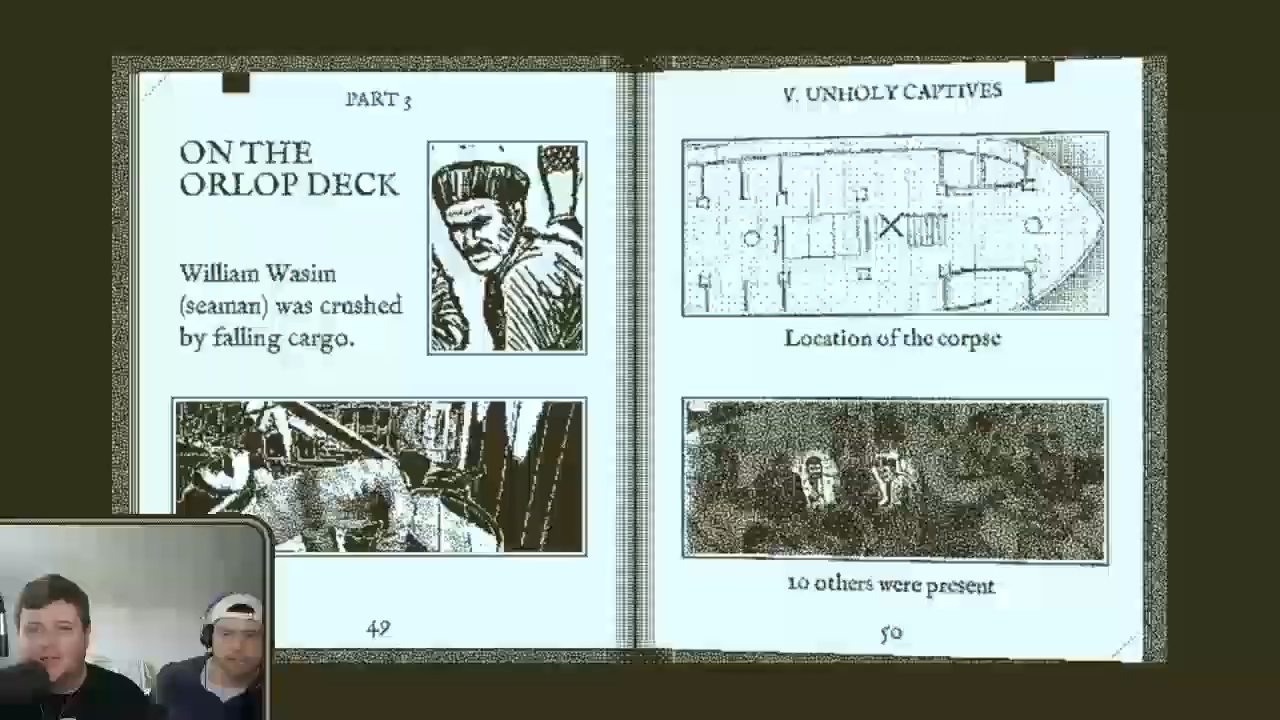 PART 3
ON THE
ORLOP DECK
William Wasim
(seaman) was crushed
by falling cargo.
49
V. UNHOLY CAPTIVES
Location of the corpse
10 others were present
50